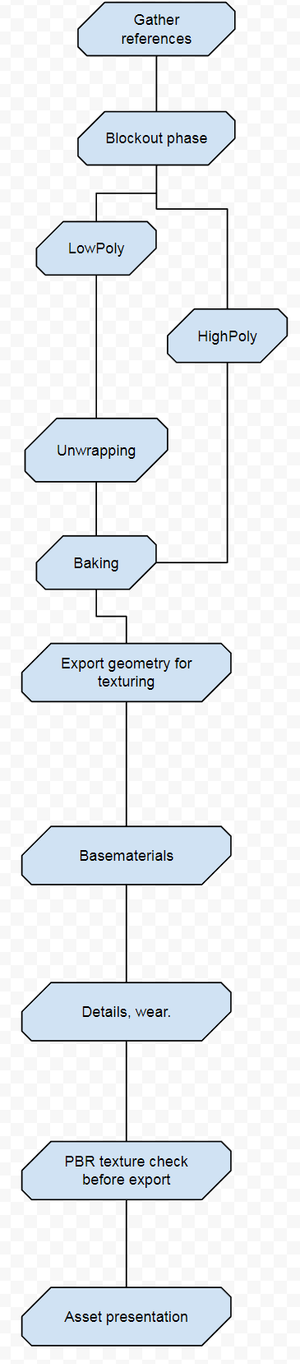 Gather
references
Blockout phase
LowPoly
HighPoly
Unwrapping
Baking
Export geometry for
texturing
Basematerials
Details, wear.
PBR texture check
before export
Asset presentation